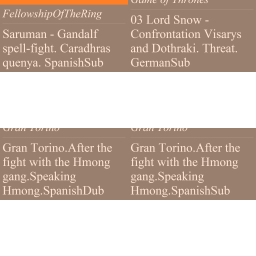 FellowshipOfTheRing
Saruman - Gandalf
spell-fight. Caradhras
quenya. SpanishSub
Game of Thrones
03 Lord Snow -
Confrontation Visarys
and Dothraki. Threat.
GermanSub
Gran Torino
Gran Torino.After the
fight with the Hmong
gang.Speaking
Hmong.SpanishDub
Gran Torino
Gran Torino.After the
fight with the Hmong
gang.Speaking
Hmong.SpanishSub